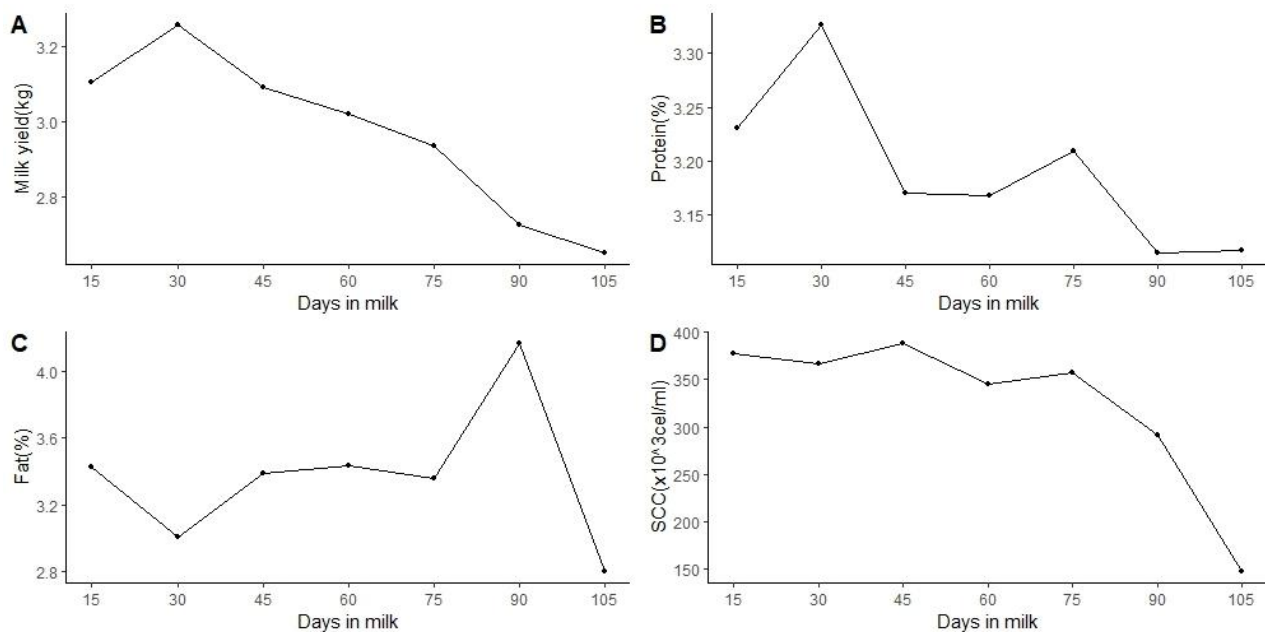 A
Milk yield(kg)
3.2
3.0
2.8
15 30 45 60 75 90 105
Days in milk
B
Protein(%)
3.30
3.25
3.20
3.15
15 30 45 60 75 90 105
Days in milk
C
Fat(%)
4.0
3.6
3.2
2.8
15 30 45 60 75 90 105
Days in milk
D
SCC(x10^3cel/ml)
400
350
300
250
200
150
15 30 45 60 75 90 105
Days in milk